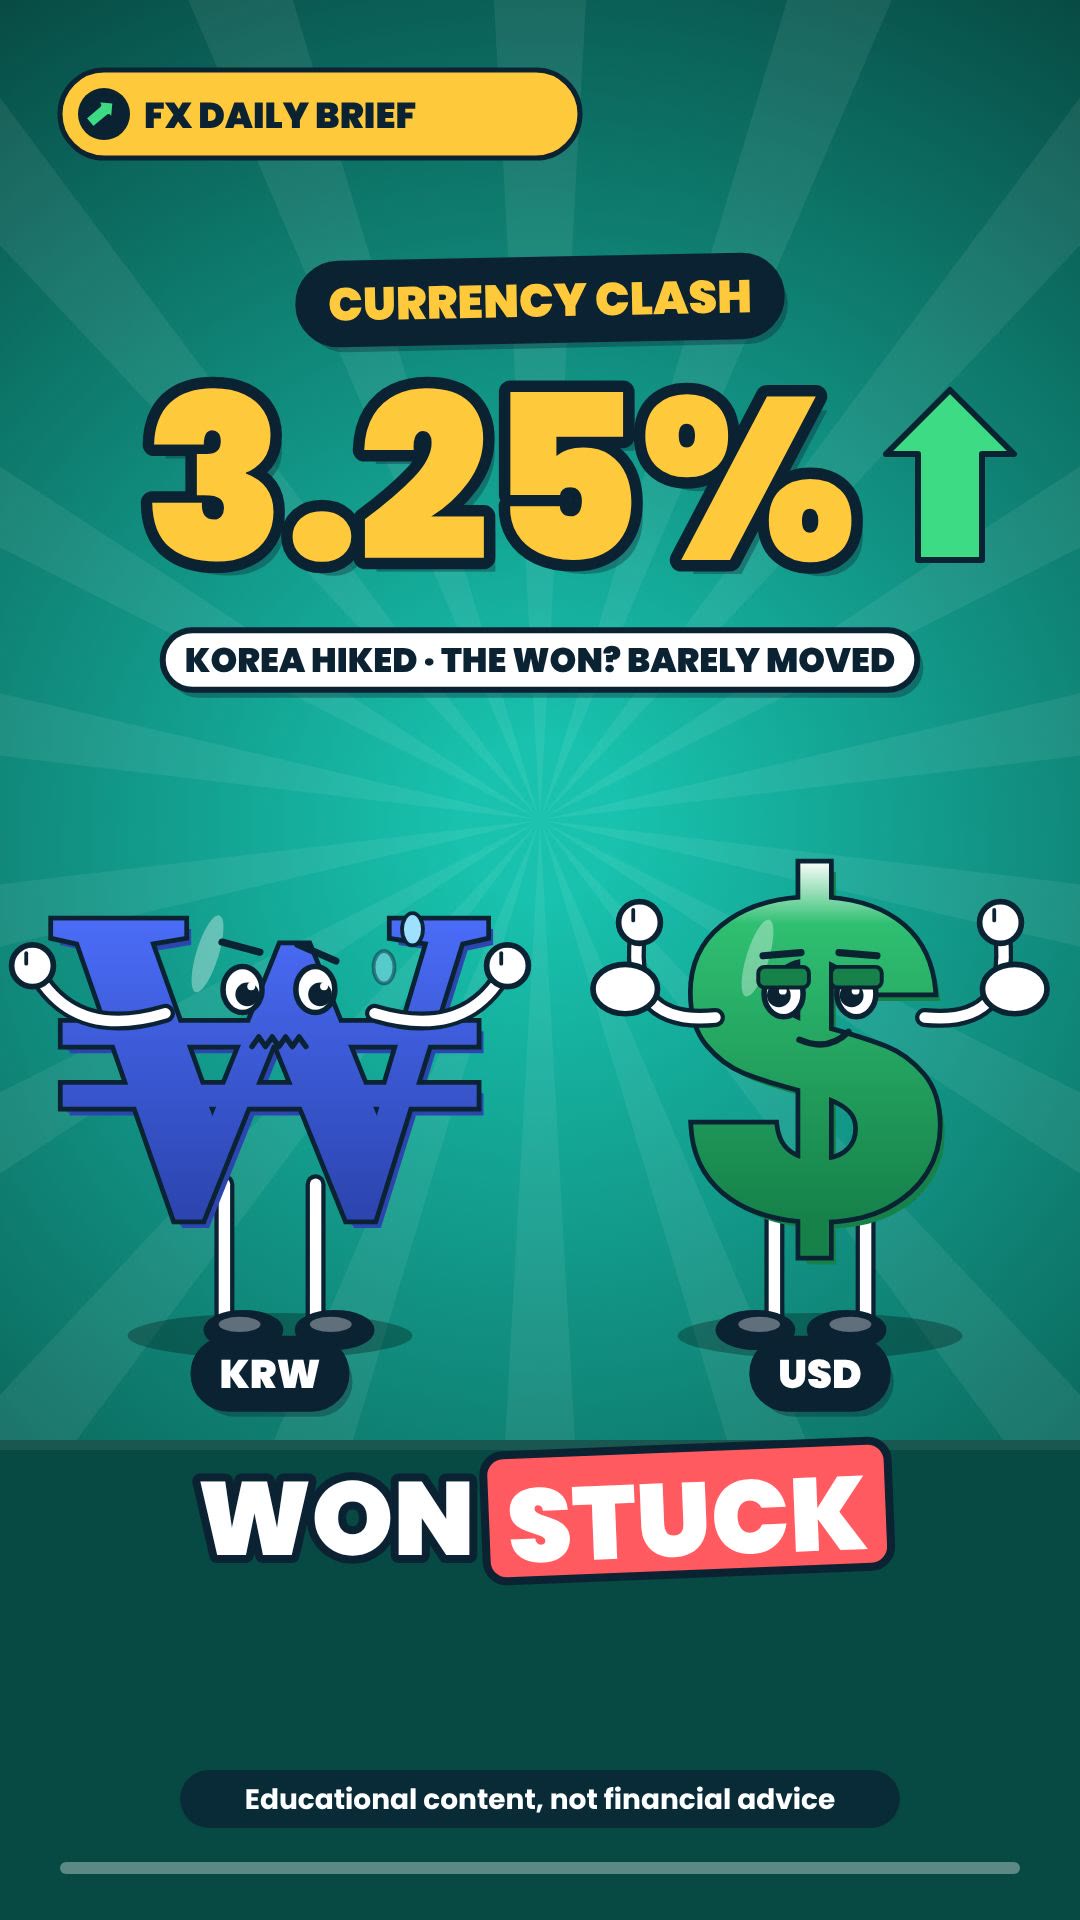 FX DAILY BRIEF
CURRENCY CLASH
3.25%
KOREA HIKED · THE WON? BARELY MOVED
₩ $
KRW USD
WON STUCK
Educational content, not financial advice